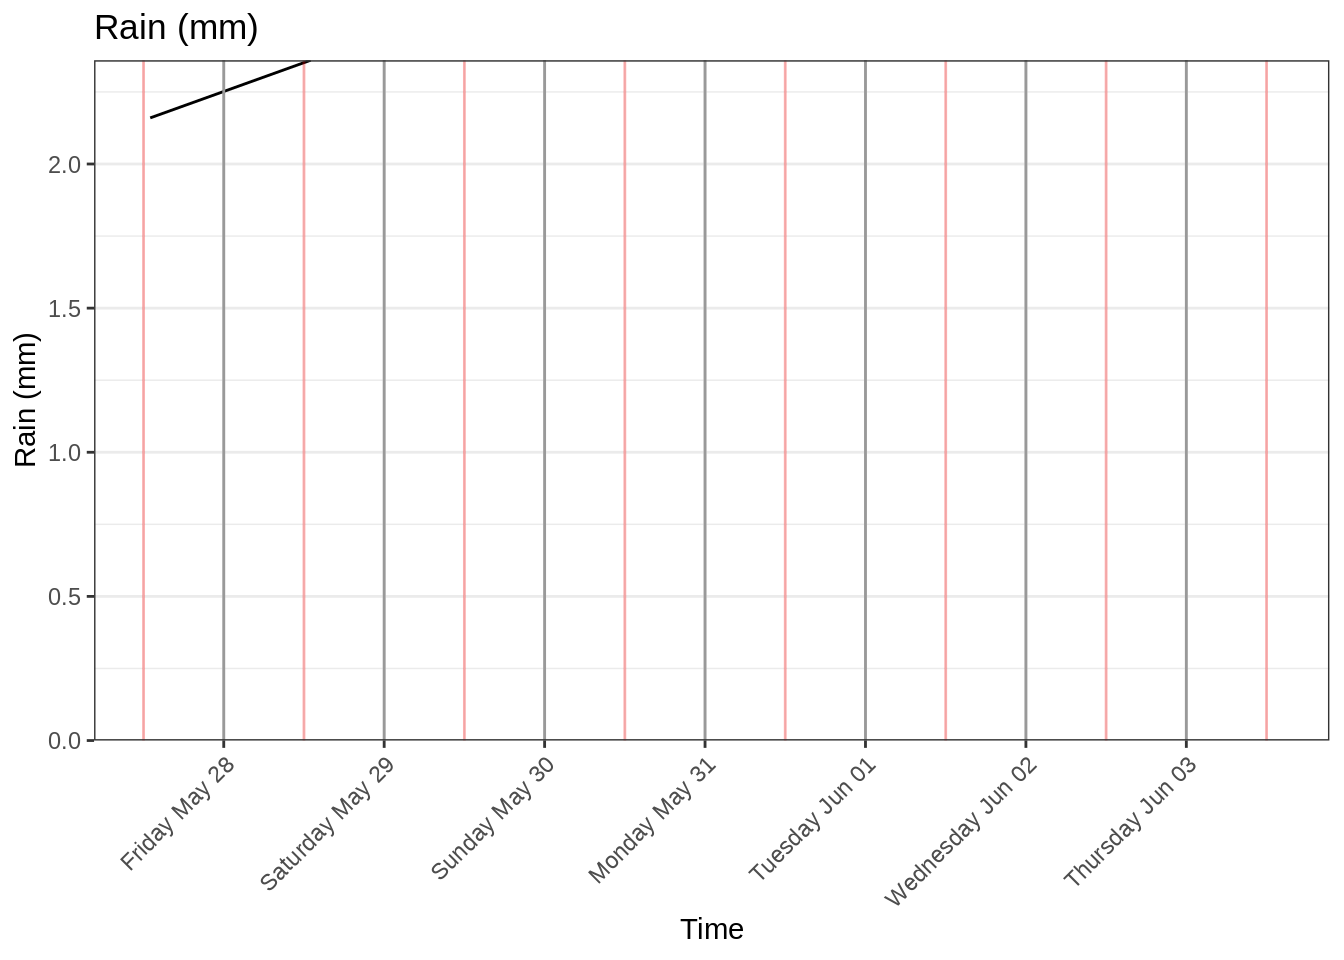 Rain (mm)
Rain (mm)
2.0
1.5
1.0
0.5
0.0
Friday May 28
Saturday May 29
Sunday May 30
Monday May 31
Tuesday Jun 01
Wednesday Jun 02
Thursday Jun 03
Time